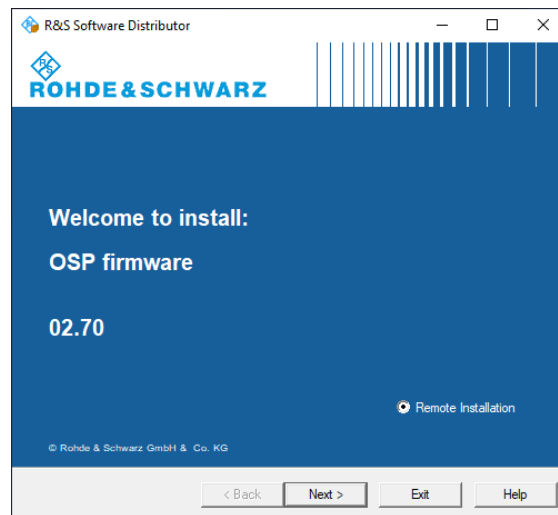 R&S Software Distributor
R&S
ROHDE&SCHWARZ
Welcome to install:
OSP firmware
02.70
Remote Installation
© Rohde & Schwarz GmbH & Co. KG
< Back Next > Exit Help